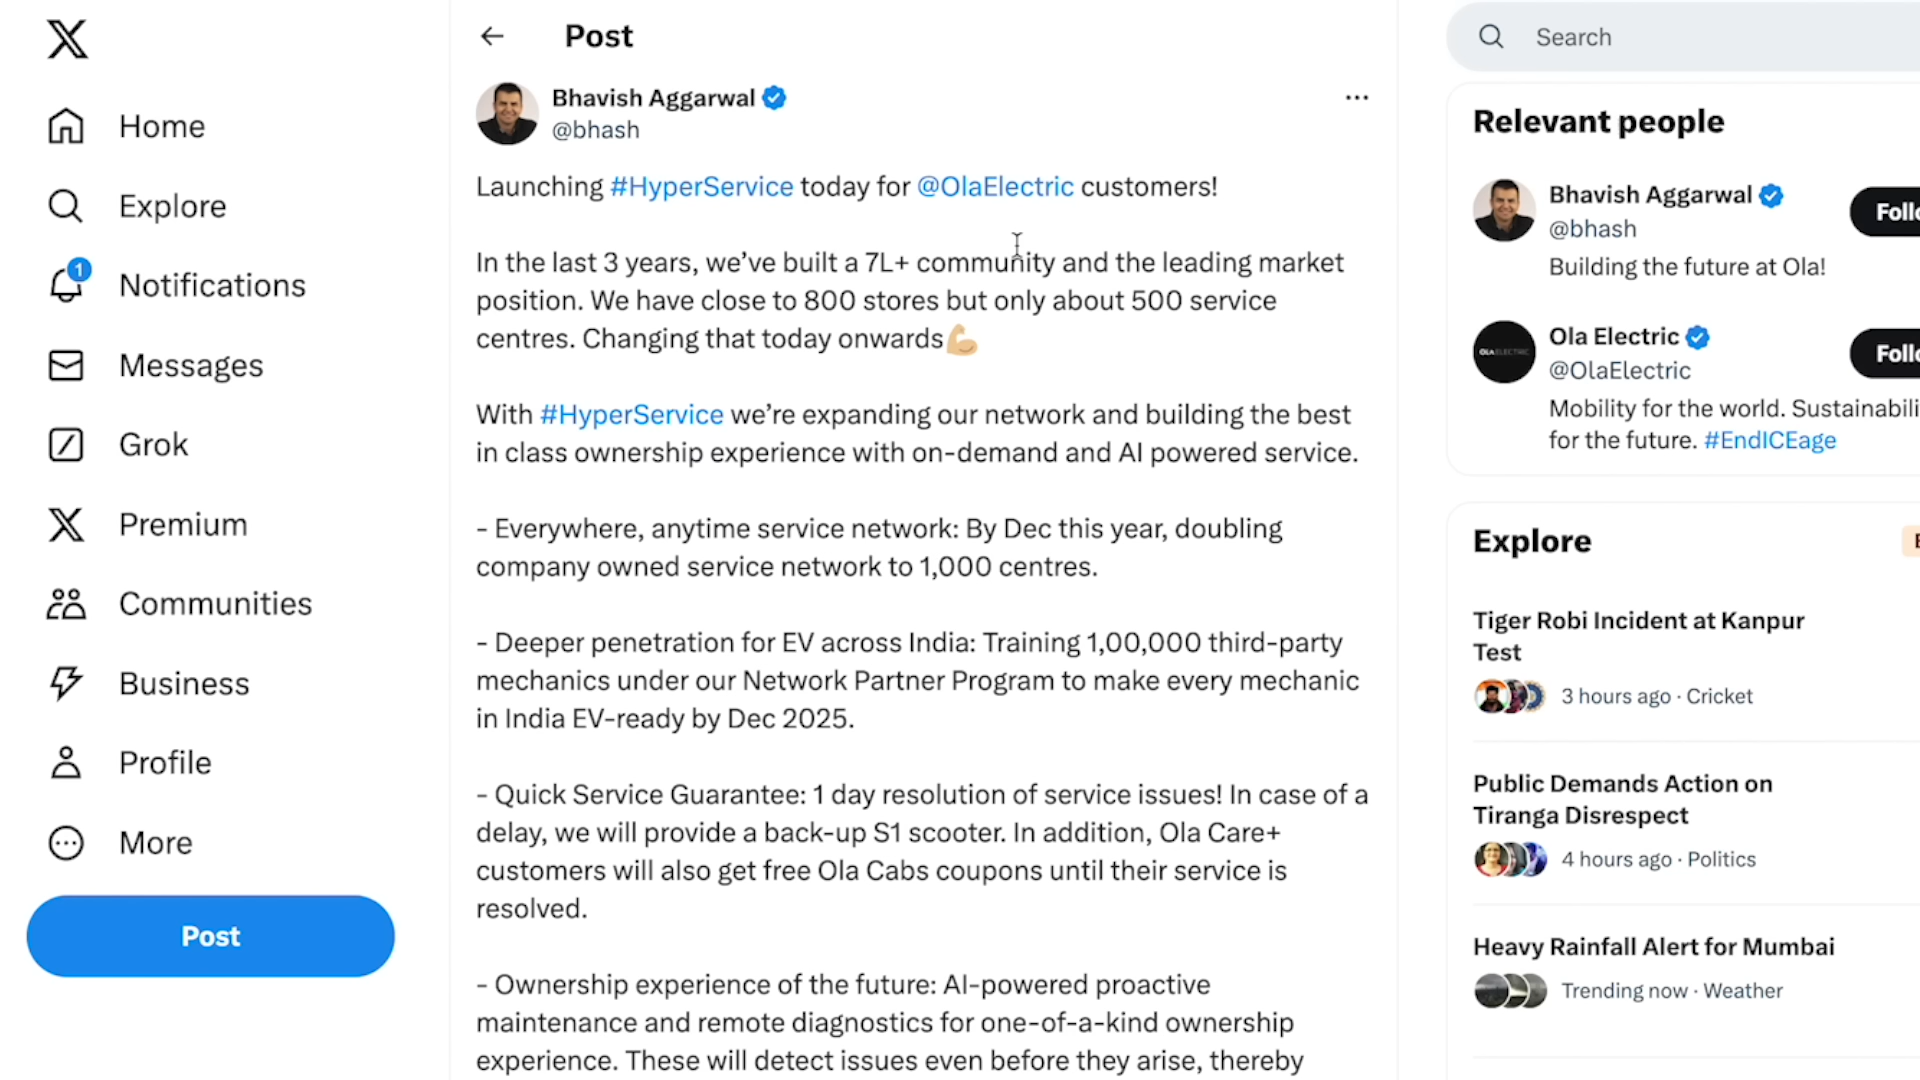 Home
Explore
1
Notifications
Messages
Grok
Premium
Communities
Business
Profile
More
Post
Post
Bhavish Aggarwal
@bhash
Launching #HyperService today for @OlaElectric customers!
In the last 3 years, we’ve built a 7L+ community and the leading market
position. We have close to 800 stores but only about 500 service
centres. Changing that today onwards💪🏼
With #HyperService we’re expanding our network and building the best
in class ownership experience with on-demand and AI powered service.
- Everywhere, anytime service network: By Dec this year, doubling
company owned service network to 1,000 centres.
- Deeper penetration for EV across India: Training 1,00,000 third-party
mechanics under our Network Partner Program to make every mechanic
in India EV-ready by Dec 2025.
- Quick Service Guarantee: 1 day resolution of service issues! In case of a
delay, we will provide a back-up S1 scooter. In addition, Ola Care+
customers will also get free Ola Cabs coupons until their service is
resolved.
- Ownership experience of the future: AI-powered proactive
maintenance and remote diagnostics for one-of-a-kind ownership
experience. These will detect issues even before they arise, thereby
Search
Relevant people
Bhavish Aggarwal
@bhash
Follo
Building the future at Ola!
Ola Electric
@OlaElectric
Follo
OLA ELECTRIC
Mobility for the world. Sustainabili
for the future. #EndICEage
Explore
Tiger Robi Incident at Kanpur
Test
3 hours ago · Cricket
Public Demands Action on
Tiranga Disrespect
4 hours ago · Politics
Heavy Rainfall Alert for Mumbai
Trending now · Weather